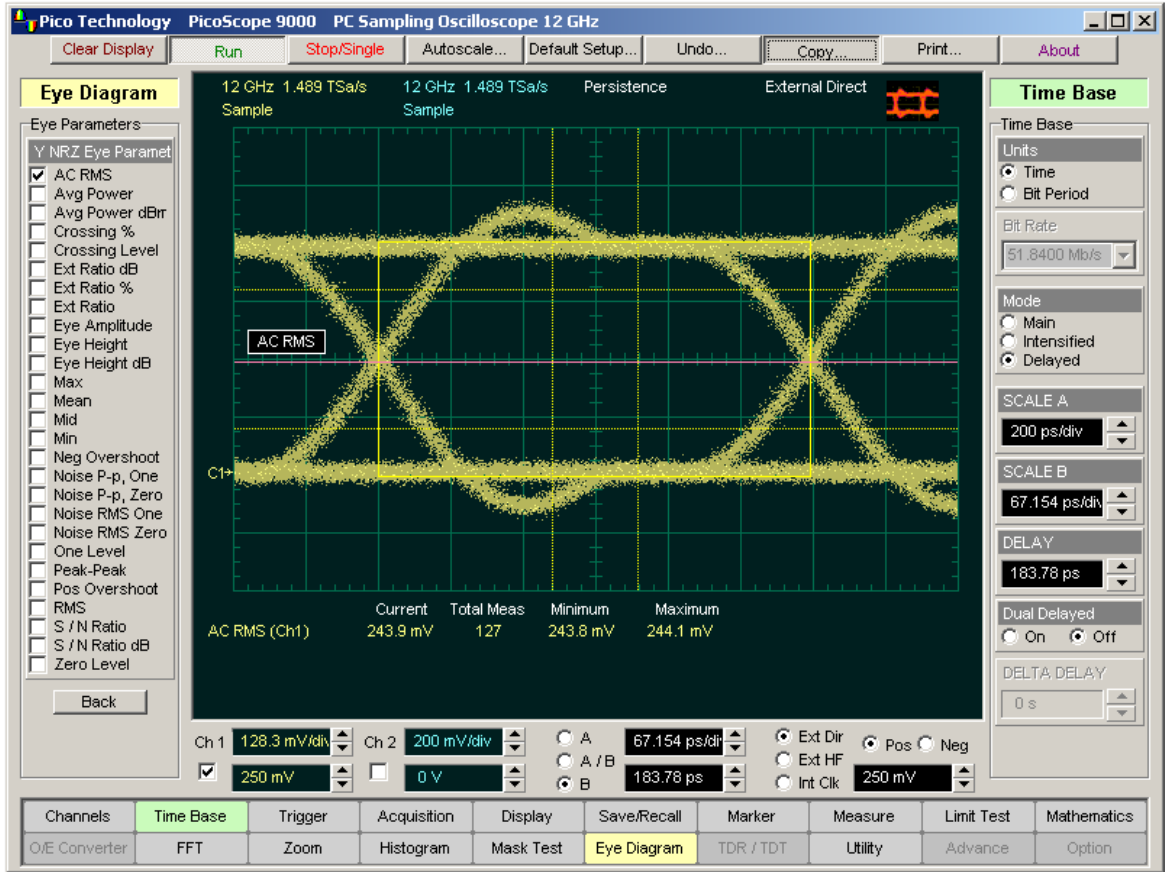 Pico Technology PicoScope 9000 PC Sampling Oscilloscope 12 GHz
Clear Display Run Stop/Single Autoscale... Default Setup... Undo... Copy... Print... About
Eye Diagram
Eye Parameters
Y NRZ Eye Paramet
AC RMS
Avg Power
Avg Power dBm
Crossing %
Crossing Level
Ext Ratio dB
Ext Ratio %
Ext Ratio
Eye Amplitude
Eye Height
Eye Height dB
Max
Mean
Mid
Min
Neg Overshoot
Noise P-p, One
Noise P-p, Zero
Noise RMS One
Noise RMS Zero
One Level
Peak-Peak
Pos Overshoot
RMS
S / N Ratio
S / N Ratio dB
Zero Level
Back
12 GHz 1.489 TSa/s 12 GHz 1.489 TSa/s Persistence External Direct
Sample Sample
AC RMS
C1
Current Total Meas Minimum Maximum
AC RMS (Ch1) 243.9 mV 127 243.8 mV 244.1 mV
Time Base
Time Base
Units
Time
Bit Period
Bit Rate
51.8400 Mb/s
Mode
Main
Intensified
Delayed
SCALE A
200 ps/div
SCALE B
67.154 ps/div
DELAY
183.78 ps
Dual Delayed
On Off
DELTA DELAY
0 s
Ch 1 128.3 mV/div Ch 2 200 mV/div A 67.154 ps/div Ext Dir Pos Neg
A / B Ext HF
250 mV 0 V B 183.78 ps Int Clk 250 mV
Channels Time Base Trigger Acquisition Display Save/Recall Marker Measure Limit Test Mathematics
O/E Converter FFT Zoom Histogram Mask Test Eye Diagram TDR / TDT Utility Advance Option